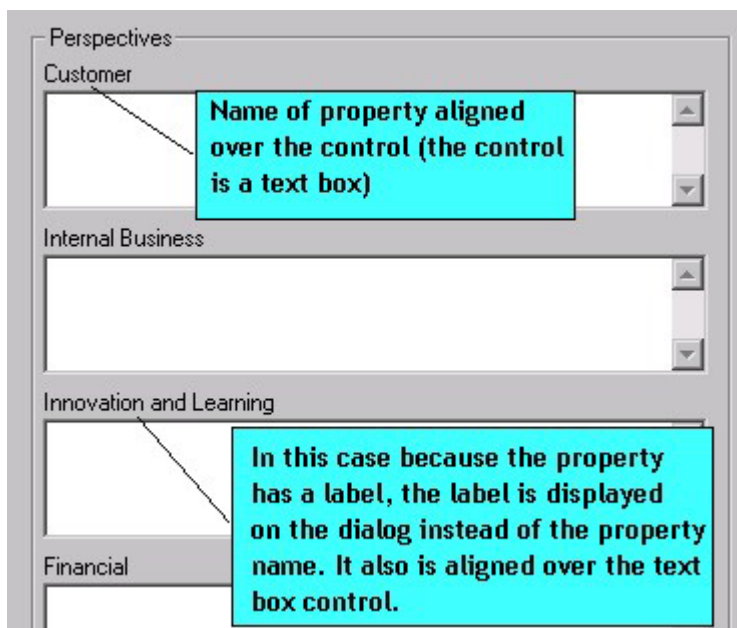 Perspectives
Customer
Name of property aligned
over the control (the control
is a text box)
Internal Business
Innovation and Learning
In this case because the property
has a label, the label is displayed
on the dialog instead of the property
name. It also is aligned over the text
box control.
Financial